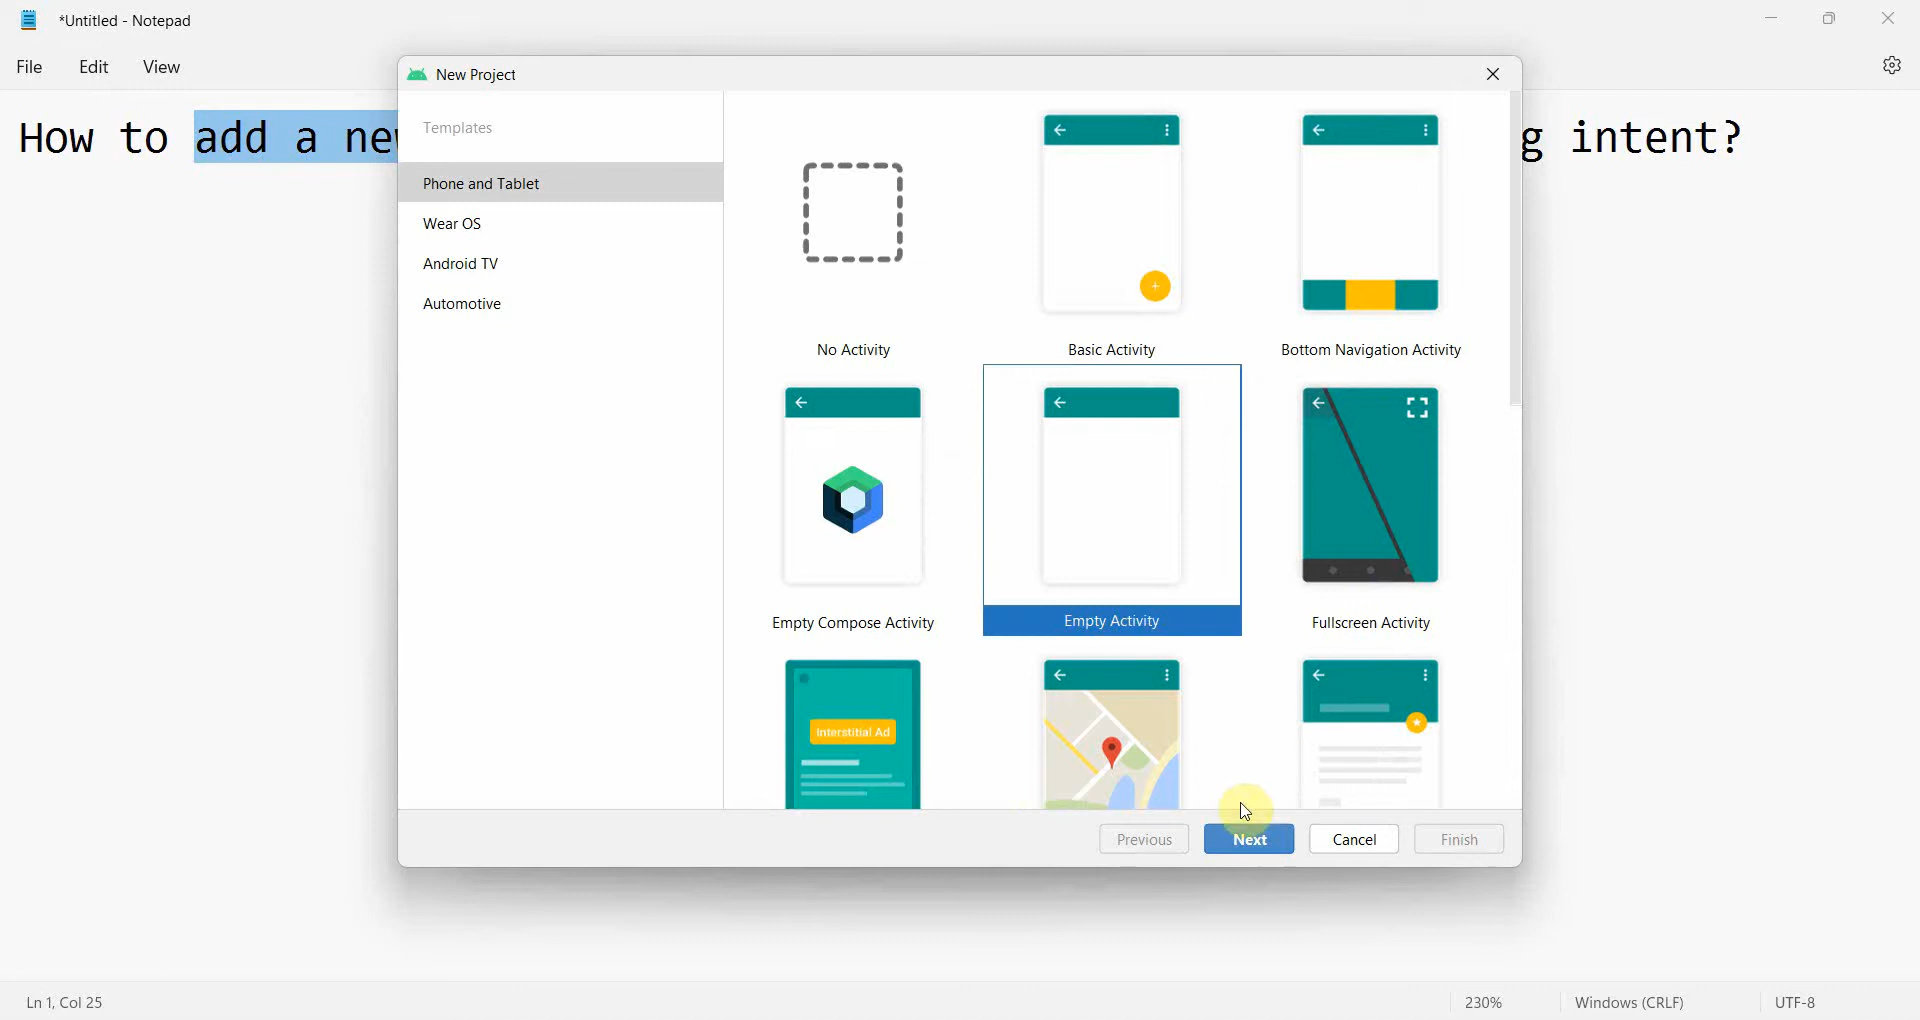 *Untitled - Notepad
File Edit View
New Project
How to add a
g intent?
Templates
Phone and Tablet
Wear OS
Android TV
Automotive
No Activity Basic Activity Bottom Navigation Activity
Empty Compose Activity Empty Activity Fullscreen Activity
Interstitial Ad
Previous Next Cancel Finish
Ln 1, Col 25 230% Windows (CRLF) UTF-8